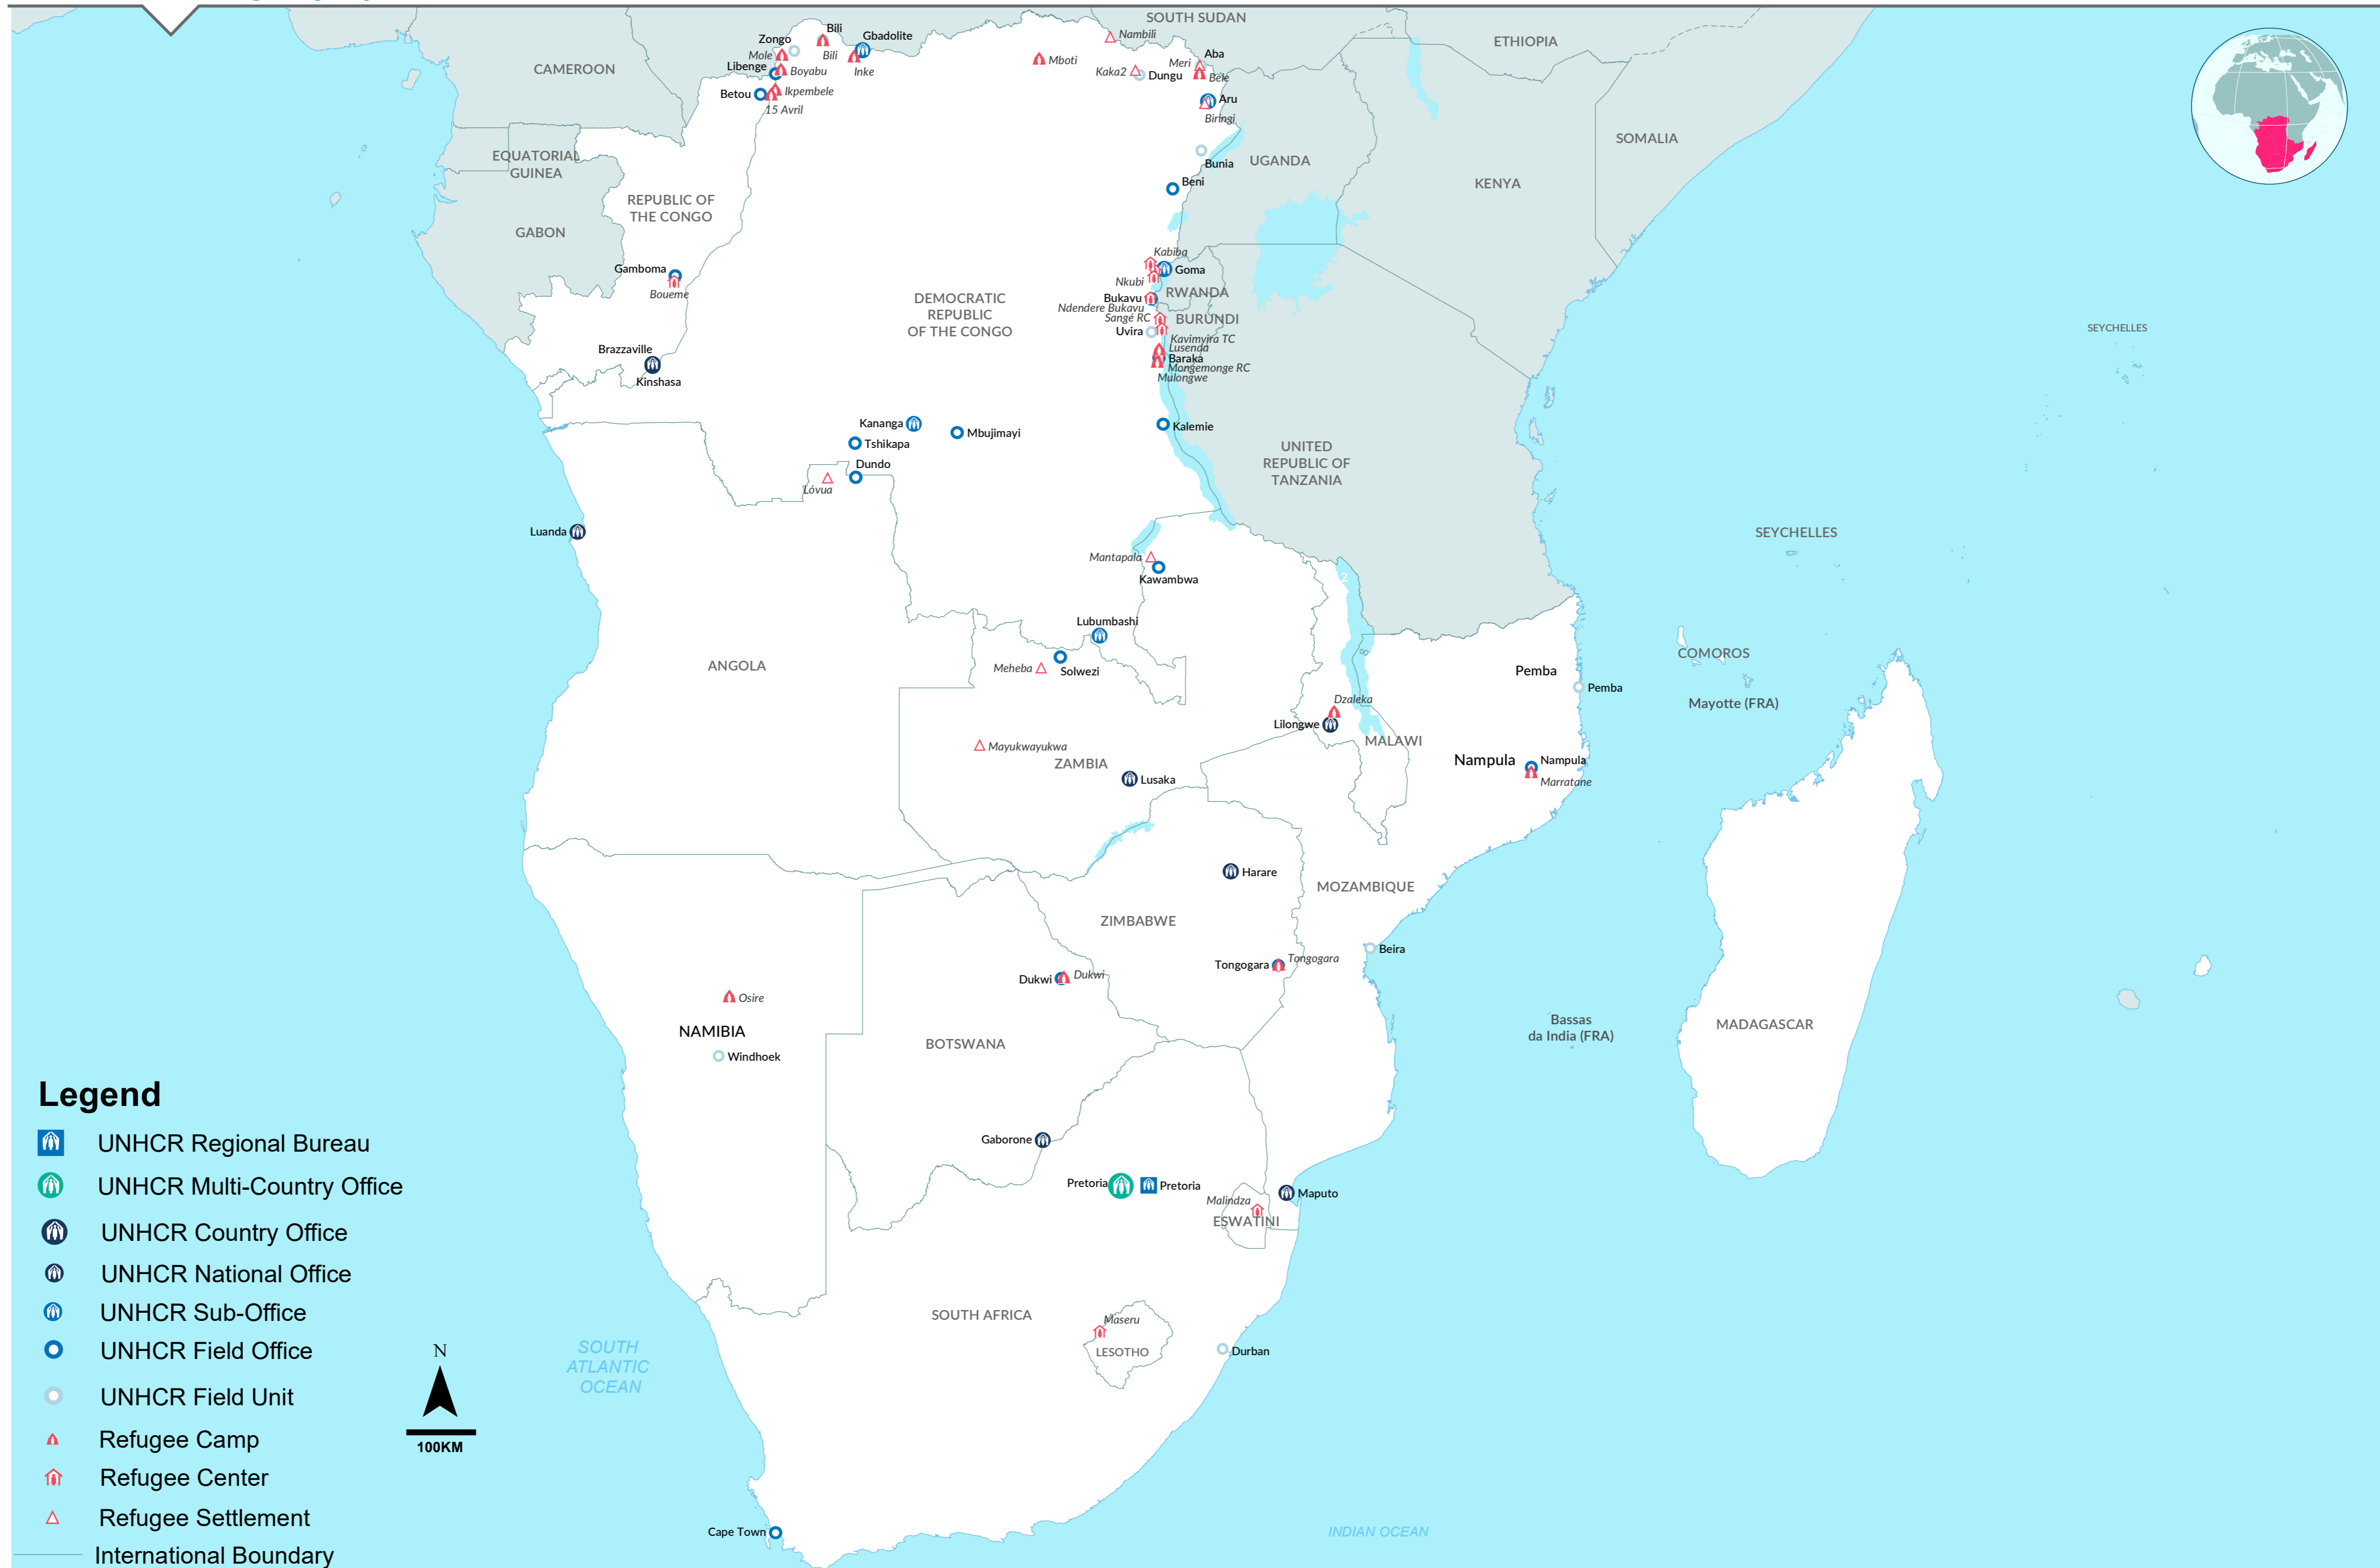 SOUTH SUDAN
ETHIOPIA
CAMEROON
Zongo
Bili
Gbadolite
Nambili
Mole
Bili
Libenge
Boyabu
Inke
Mboti
Kaka2
Dungu
Meri
Aba
Bele
Betou
Ikpembele
15 Avril
Aru
Biringi
SOMALIA
EQUATORIAL
GUINEA
Bunia
UGANDA
Beni
KENYA
REPUBLIC OF
THE CONGO
GABON
Kabiba
Gamboma
Goma
Boueme
Nkubi
DEMOCRATIC
REPUBLIC
OF THE CONGO
Bukavu
RWANDA
Ndendere Bukavu
Sange RC
BURUNDI
Uvira
Kavimvira TC
Lusenda
Baraka
Mongemonge RC
Mulongwe
SEYCHELLES
Brazzaville
Kinshasa
Kananga
Tshikapa
Mbujimayi
Kalemie
Dundo
Lóvua
UNITED
REPUBLIC OF
TANZANIA
Luanda
SEYCHELLES
Mantapala
Kawambwa
Lubumbashi
Meheba
Solwezi
ANGOLA
COMOROS
Pemba
Pemba
Mayotte (FRA)
Dzaleka
Lilongwe
MALAWI
Mayukwayukwa
ZAMBIA
Lusaka
Nampula
Nampula
Marratane
Harare
MOZAMBIQUE
ZIMBABWE
Beira
Tongogara
Tongogara
Dukwi
Dukwi
Osire
NAMIBIA
Windhoek
BOTSWANA
Bassas
da India (FRA)
MADAGASCAR
Gaborone
Pretoria
Pretoria
Malindza
Maputo
ESWATINI
SOUTH AFRICA
Maseru
LESOTHO
Durban
SOUTH
ATLANTIC
OCEAN
Cape Town
INDIAN OCEAN
Legend
UNHCR Regional Bureau
UNHCR Multi-Country Office
UNHCR Country Office
UNHCR National Office
UNHCR Sub-Office
UNHCR Field Office
UNHCR Field Unit
Refugee Camp
Refugee Center
Refugee Settlement
International Boundary
N
100KM